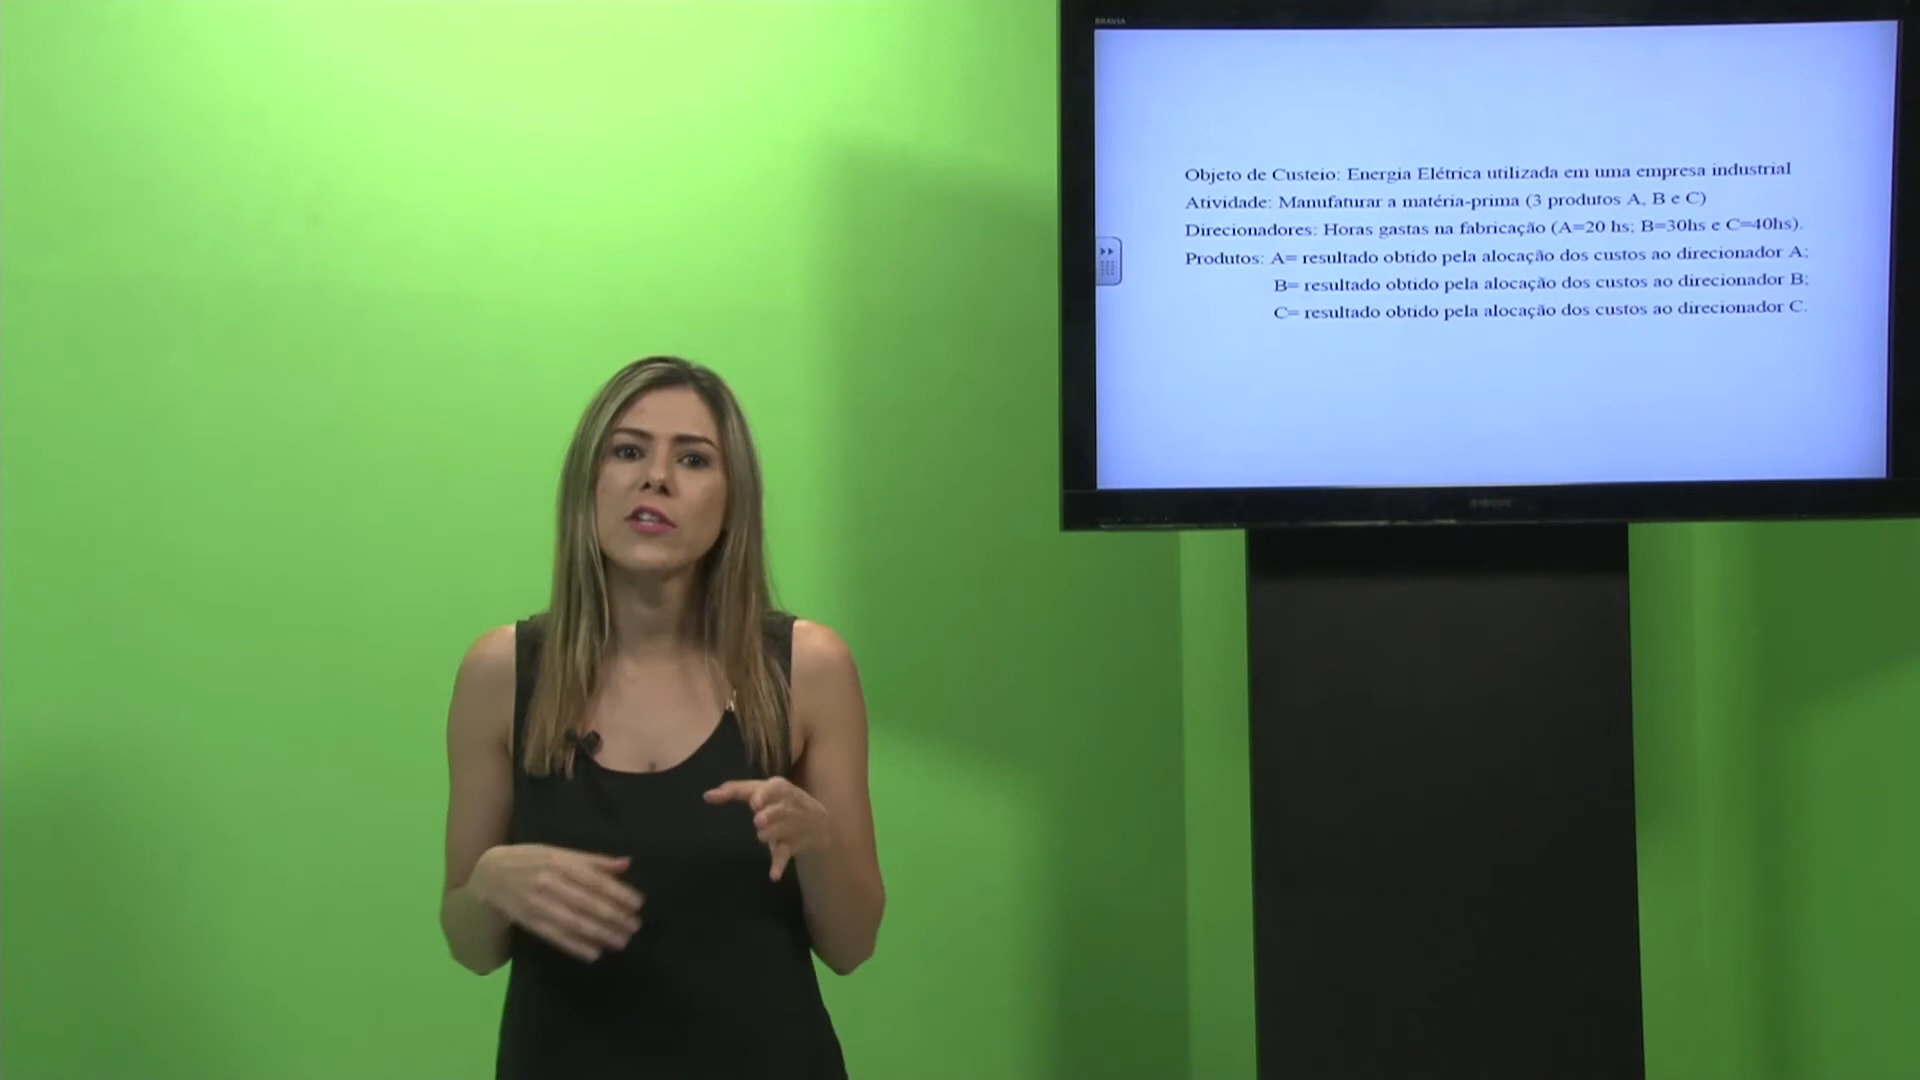 BRAVIA
Objeto de Custeio: Energia Elétrica utilizada em uma empresa industrial
Atividade: Manufaturar a matéria-prima (3 produtos A, B e C)
Direcionadores: Horas gastas na fabricação (A=20 hs; B=30hs e C=40hs).
Produtos: A= resultado obtido pela alocação dos custos ao direcionador A;
B= resultado obtido pela alocação dos custos ao direcionador B;
C= resultado obtido pela alocação dos custos ao direcionador C.